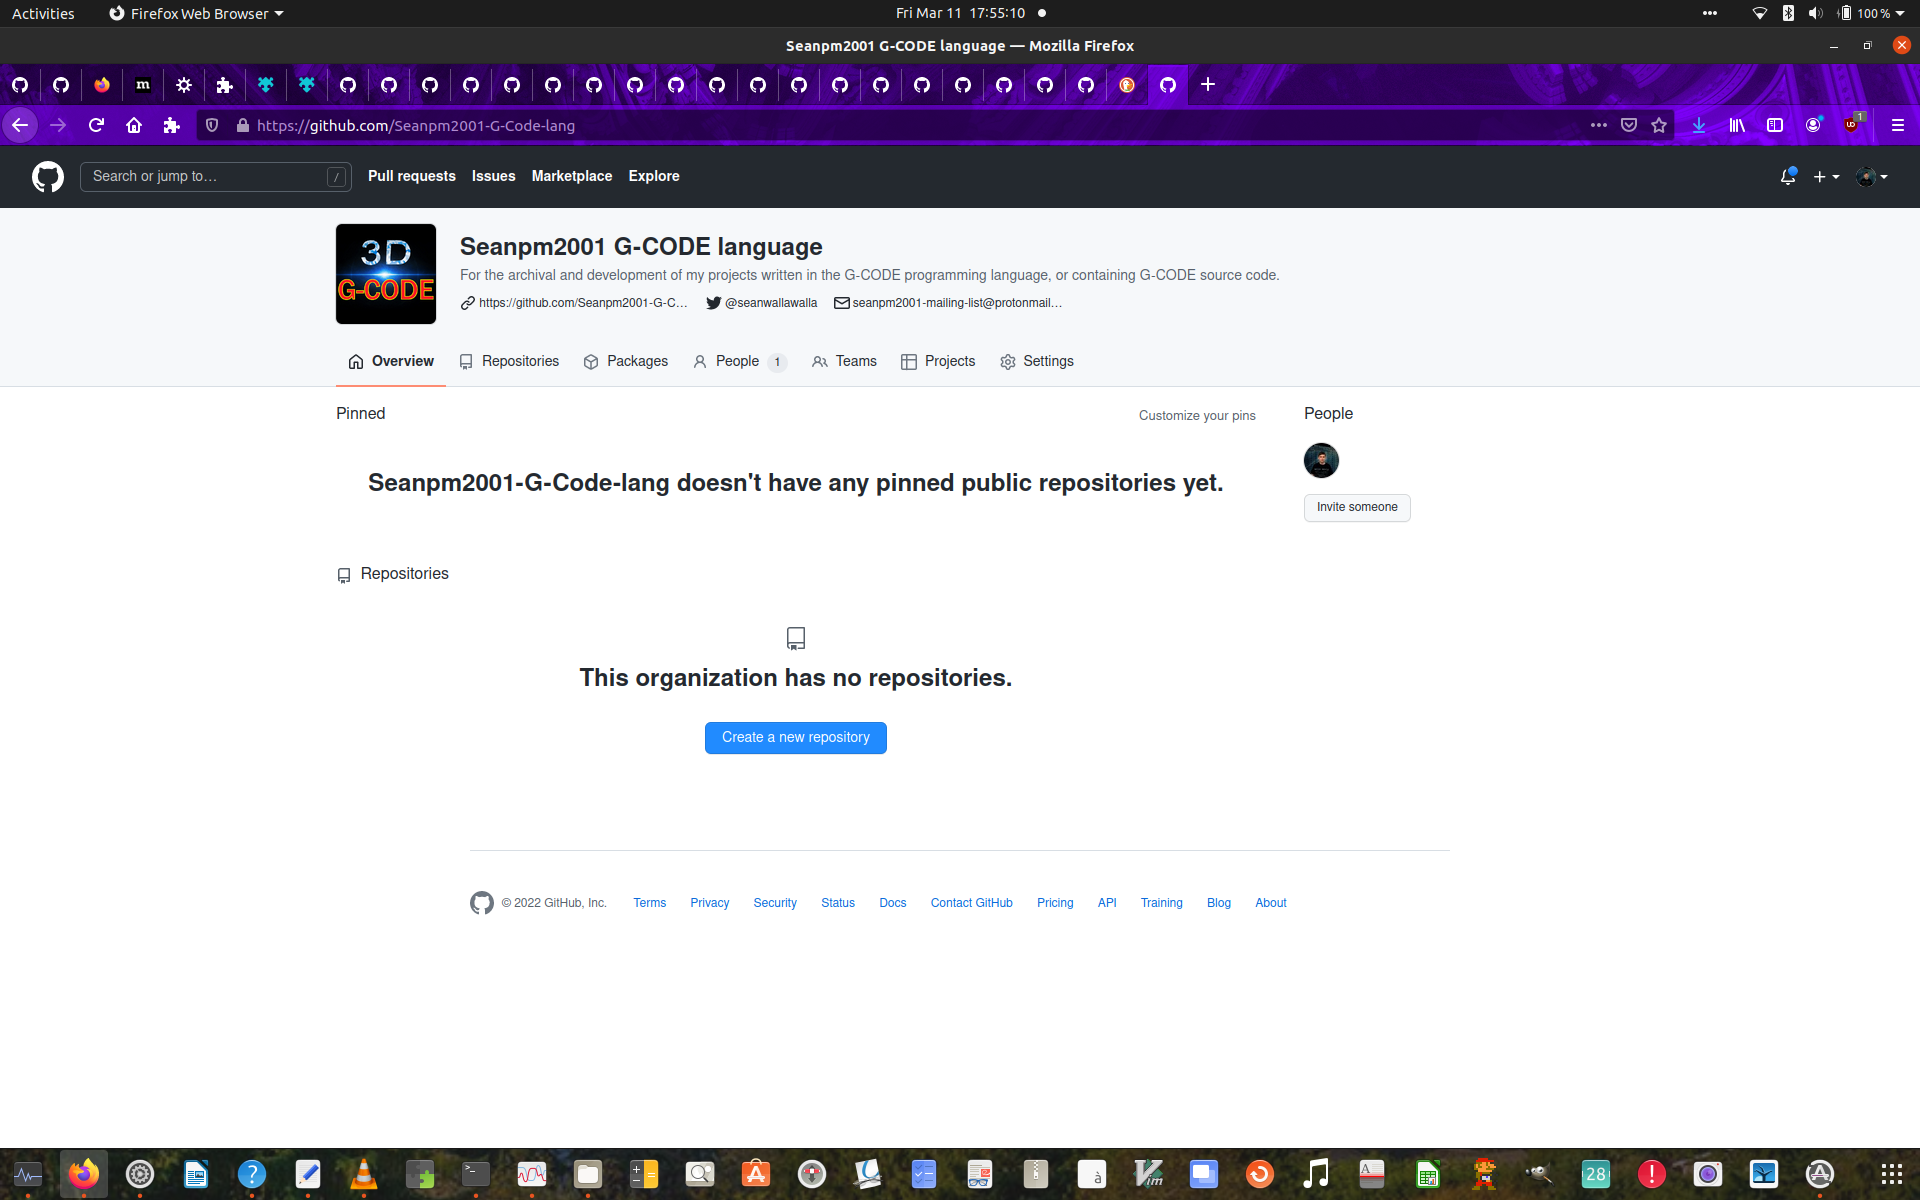 Activities Firefox Web Browser Fri Mar 11 17:55:10 100 %
Seanpm2001 G-CODE language — Mozilla Firefox
m
https://github.com/Seanpm2001-G-Code-lang 1
Search or jump to… / Pull requests Issues Marketplace Explore
3D
G-CODE
Seanpm2001 G-CODE language
For the archival and development of my projects written in the G-CODE programming language, or containing G-CODE source code.
https://github.com/Seanpm2001-G-C… @seanwallawalla seanpm2001-mailing-list@protonmail…
Overview Repositories Packages People 1 Teams Projects Settings
Pinned Customize your pins People
Seanpm2001-G-Code-lang doesn't have any pinned public repositories yet.
Invite someone
Repositories
This organization has no repositories.
Create a new repository
© 2022 GitHub, Inc. Terms Privacy Security Status Docs Contact GitHub Pricing API Training Blog About
? >_ à Vim A 28 !